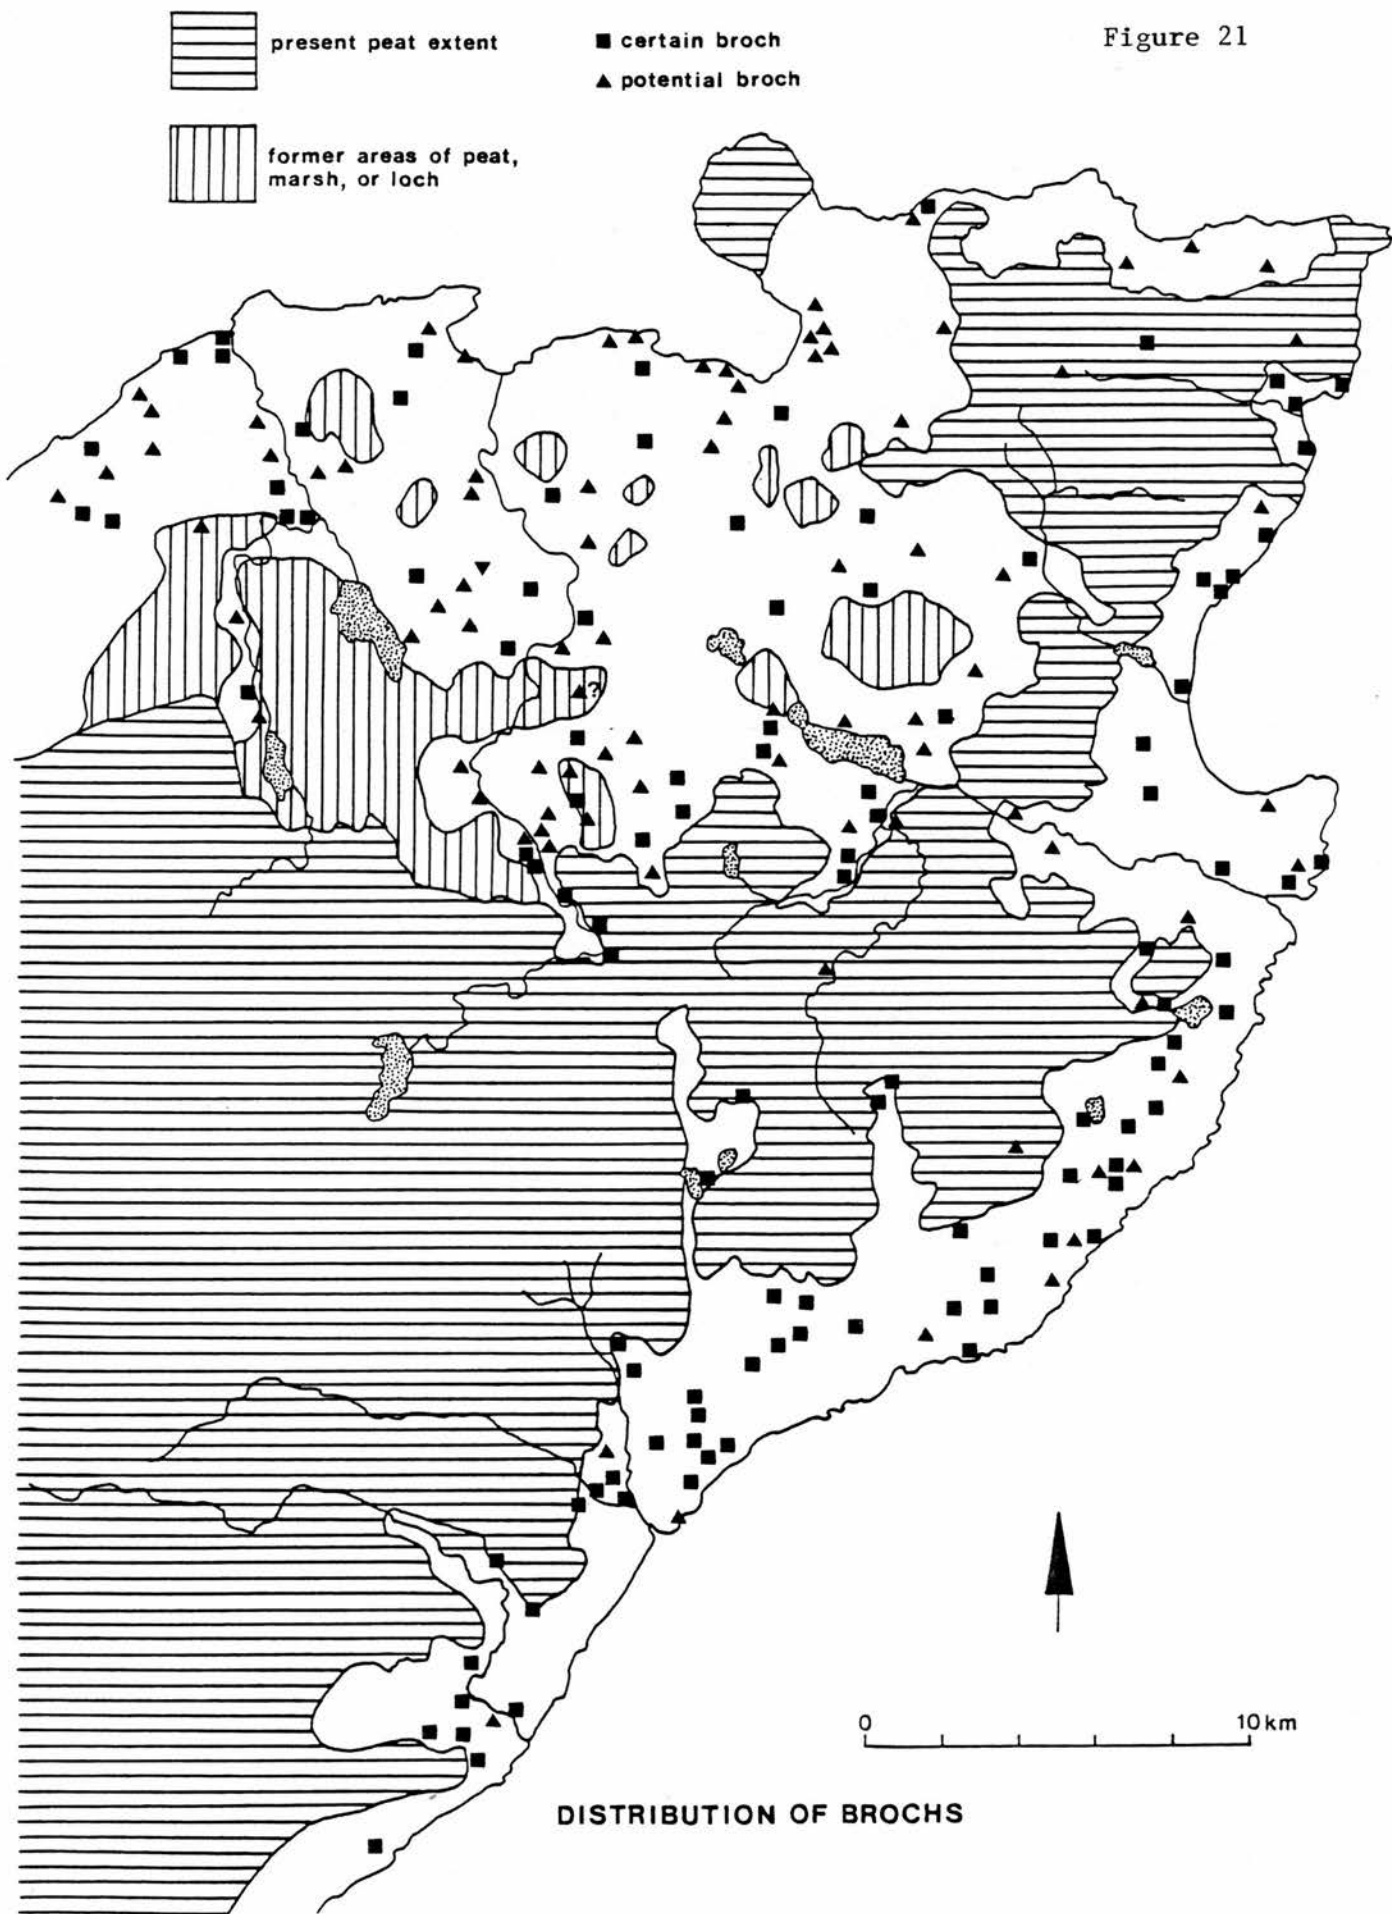 present peat extent
certain broch
Figure 21
potential broch
former areas of peat,
marsh, or loch
?
0
10 km
DISTRIBUTION OF BROCHS